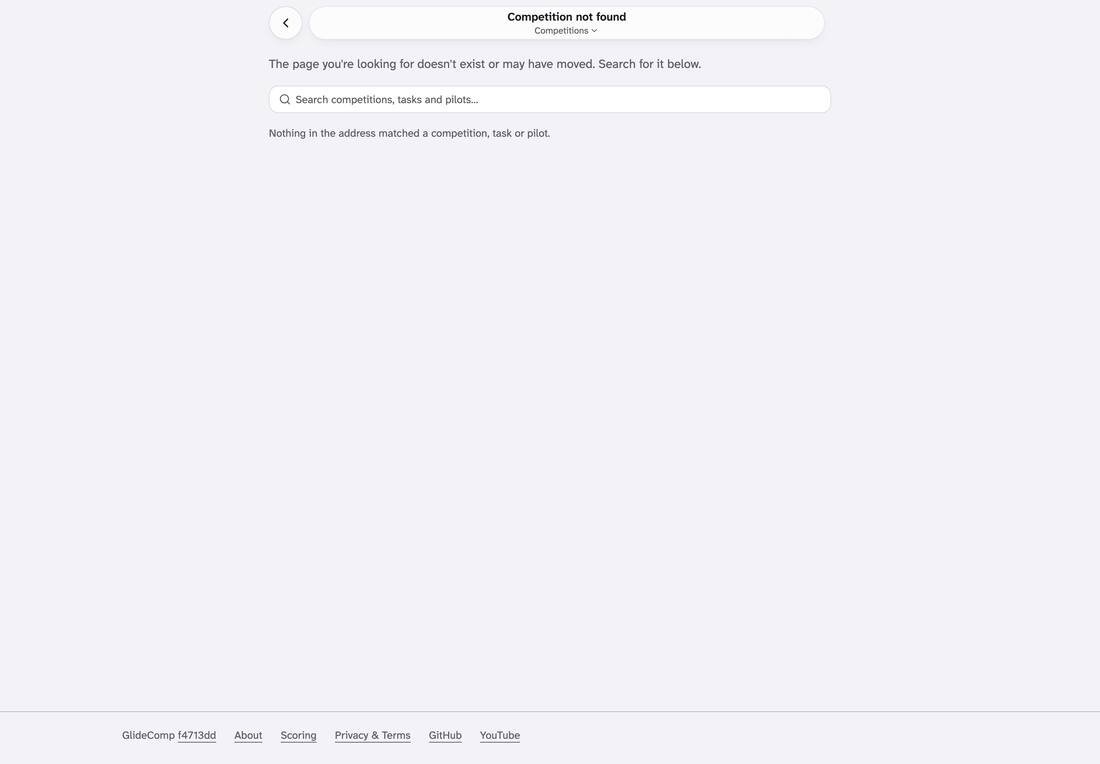 Competition not found
Competitions
The page you're looking for doesn't exist or may have moved. Search for it below.
Search competitions, tasks and pilots...
Nothing in the address matched a competition, task or pilot.
GlideComp f4713dd About Scoring Privacy & Terms GitHub YouTube